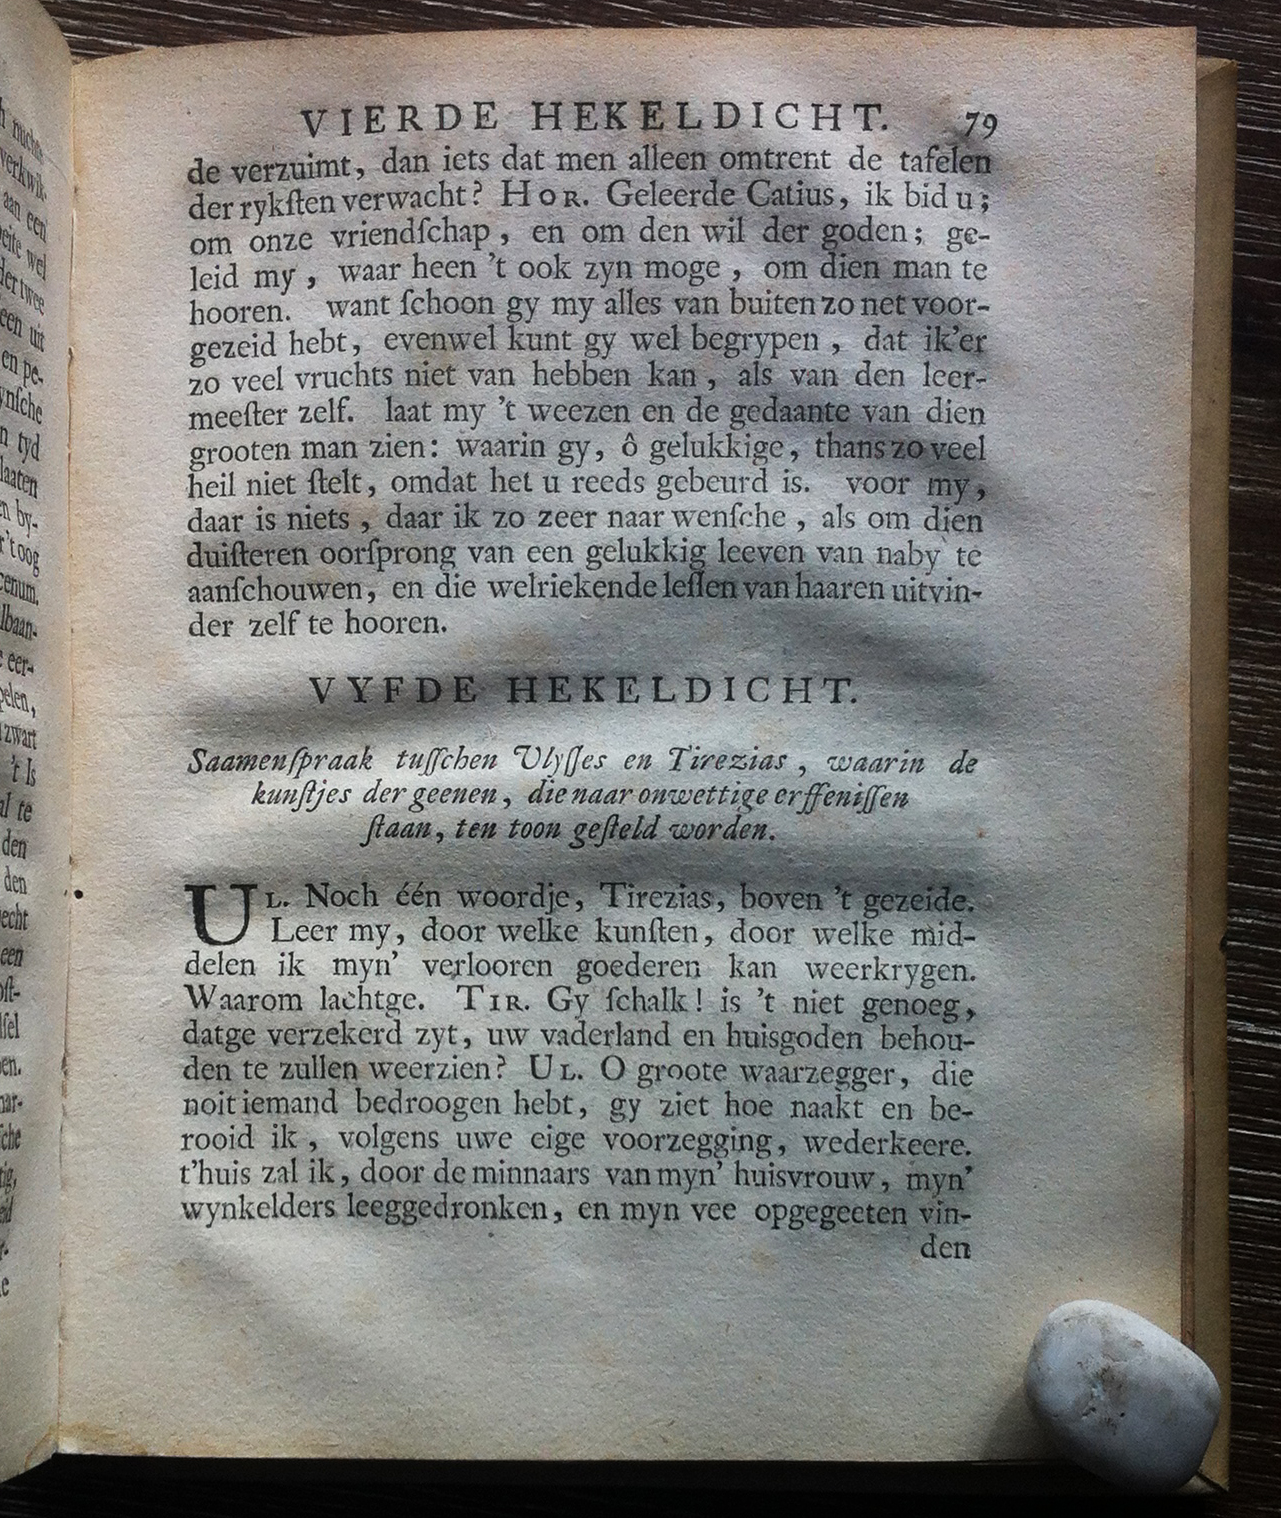 VIERDE HEKELDICHT. 79
de verzuimt, dan iets dat men alleen omtrent de tafelen
der rykſten verwacht? HOR. Geleerde Catius, ik bid u;
om onze vriendſchap, en om den wil der goden; ge-
leid my, waar heen 't ook zyn moge, om dien man te
hooren. want ſchoon gy my alles van buiten zo net voor-
gezeid hebt, evenwel kunt gy wel begrypen, dat ik'er
zo veel vruchts niet van hebben kan, als van den leer-
meeſter zelf. laat my 't weezen en de gedaante van dien
grooten man zien: waarin gy, ô gelukkige, thans zo veel
heil niet ſtelt, omdat het u reeds gebeurd is. voor my,
daar is niets, daar ik zo zeer naar wenſche, als om dien
duiſteren oorſprong van een gelukkig leeven van naby te
aanſchouwen, en die welriekende leſſen van haaren uitvin-
der zelf te hooren.
VYFDE HEKELDICHT.
Saamenſpraak tuſſchen Ulyſſes en Tirezias, waarin de
kunſtjes der geenen, die naar onwettige erffeniſſen
ſtaan, ten toon geſteld worden.
UL. Noch één woordje, Tirezias, boven 't gezeide.
Leer my, door welke kunſten, door welke mid-
delen ik myn' verlooren goederen kan weerkrygen.
Waarom lachtge. TIR. Gy ſchalk! is 't niet genoeg,
datge verzekerd zyt, uw vaderland en huisgoden behou-
den te zullen weerzien? UL. O groote waarzegger, die
noit iemand bedroogen hebt, gy ziet hoe naakt en be-
rooid ik, volgens uwe eige voorzegging, wederkeere.
t'huis zal ik, door de minnaars van myn' huisvrouw, myn'
wynkelders leeggedronken, en myn vee opgegeeten vin-
den